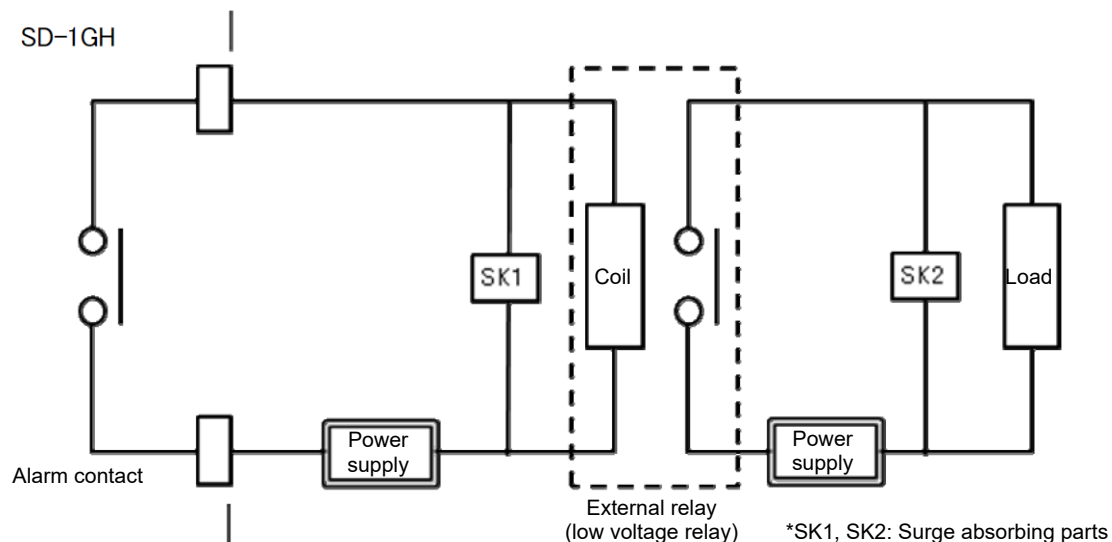 SD-1GH
SK1
Coil
SK2
Load
Power
supply
Power
supply
Alarm contact
External relay
(low voltage relay)
*SK1, SK2: Surge absorbing parts